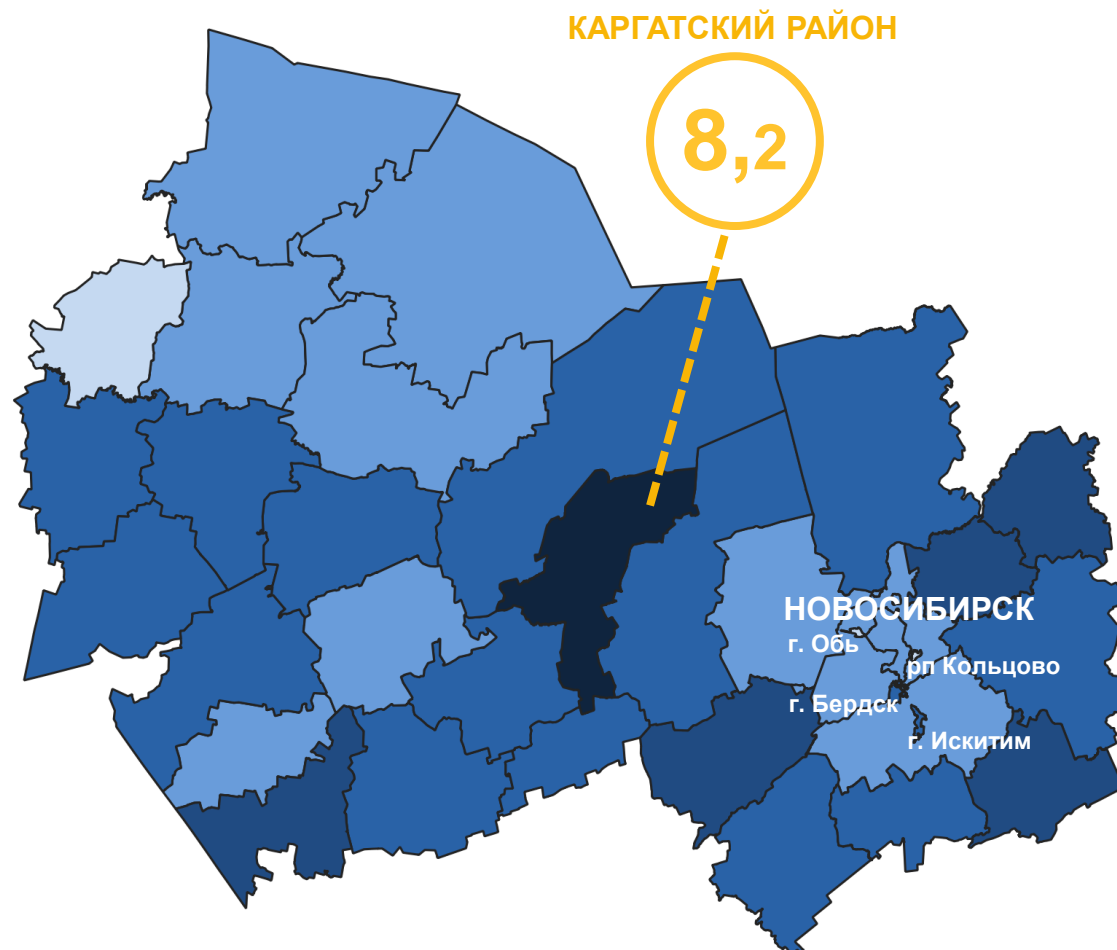 КАРГАТСКИЙ РАЙОН
8,2
НОВОСИБИРСК
г. Обь
рп Кольцово
г. Бердск
г. Искитим